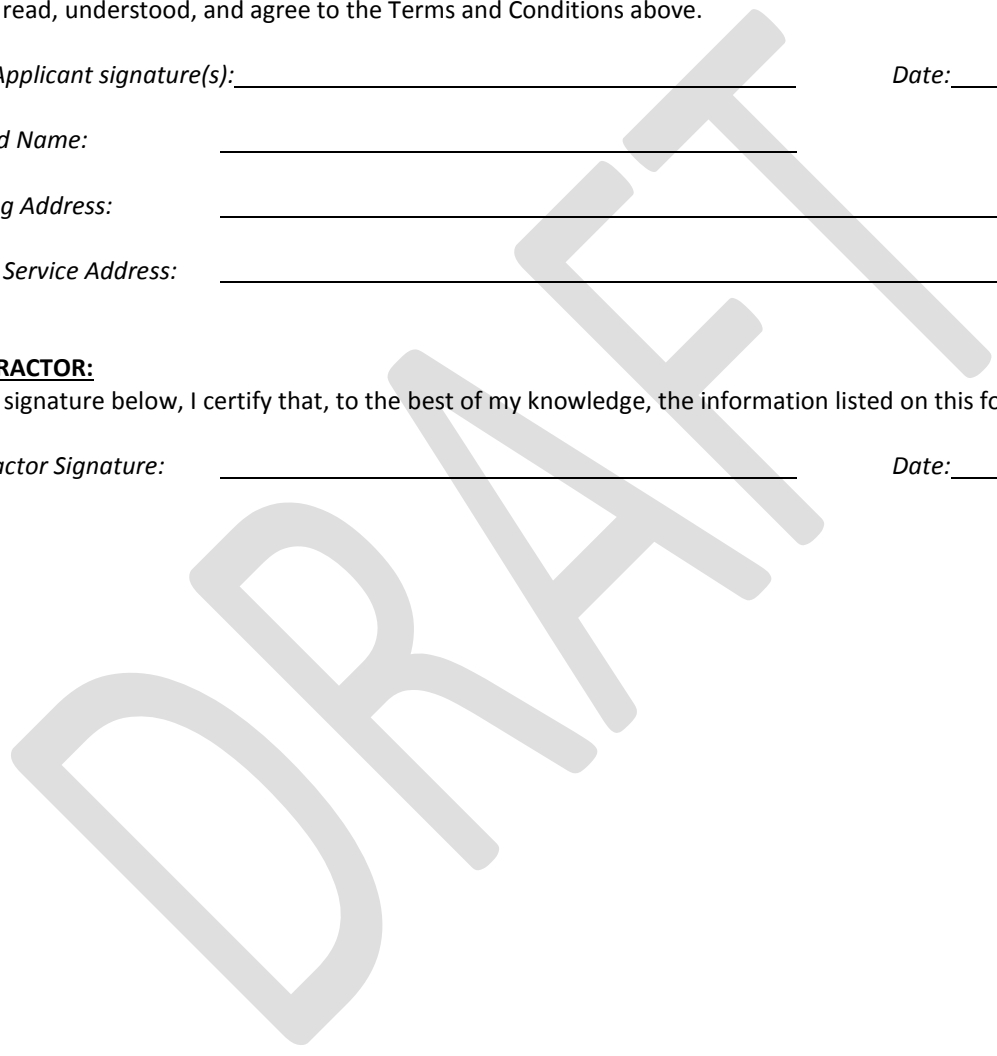 read, understood, and agree to the Terms and Conditions above.
Applicant signature(s): Date:
d Name:
g Address:
Service Address:
RACTOR:
signature below, I certify that, to the best of my knowledge, the information listed on this fo
actor Signature: Date:
DRAFT